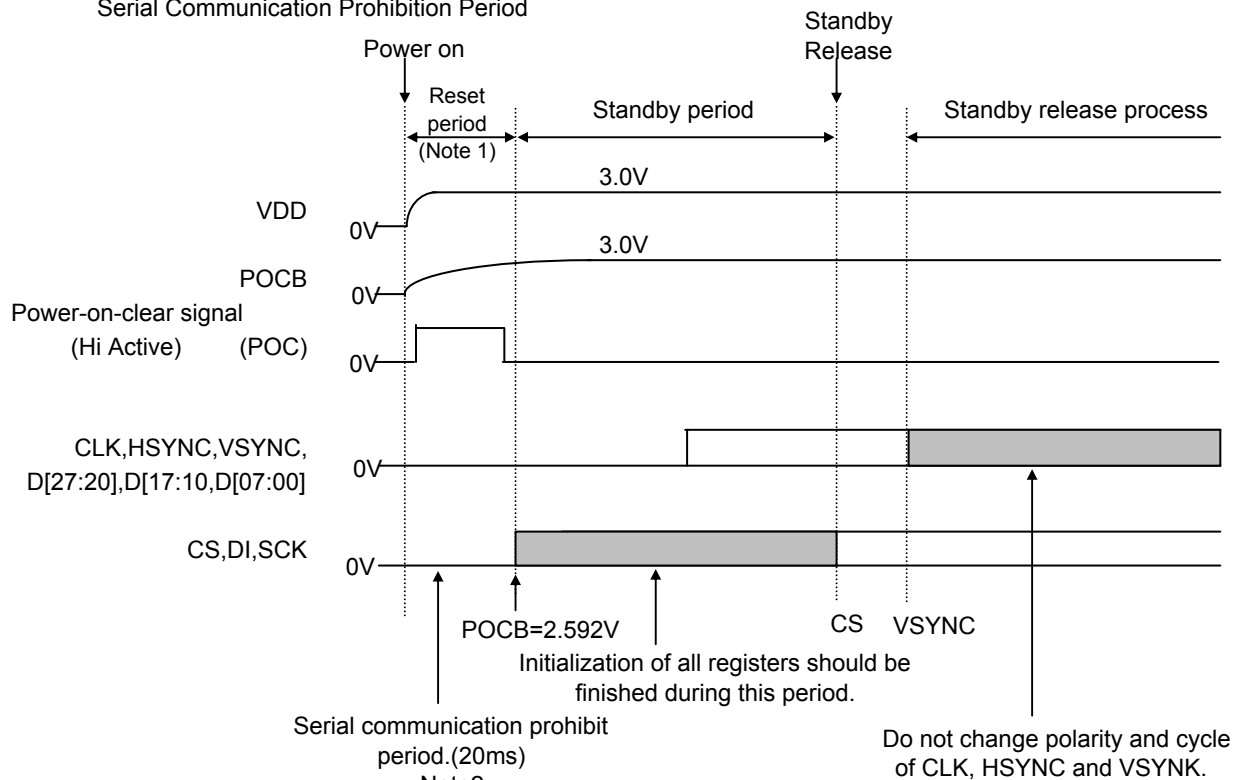 Serial Communication Prohibition Period
Power on
Standby
Release
Reset
period
(Note 1)
Standby period
Standby release process
3.0V
VDD
0V
3.0V
POCB
0V
Power-on-clear signal
(Hi Active) (POC)
0V
CLK,HSYNC,VSYNC,
D[27:20],D[17:10,D[07:00]
0V
CS,DI,SCK
0V
POCB=2.592V
CS VSYNC
Initialization of all registers should be
finished during this period.
Serial communication prohibit
period.(20ms)
Note2
Do not change polarity and cycle
of CLK, HSYNC and VSYNK.